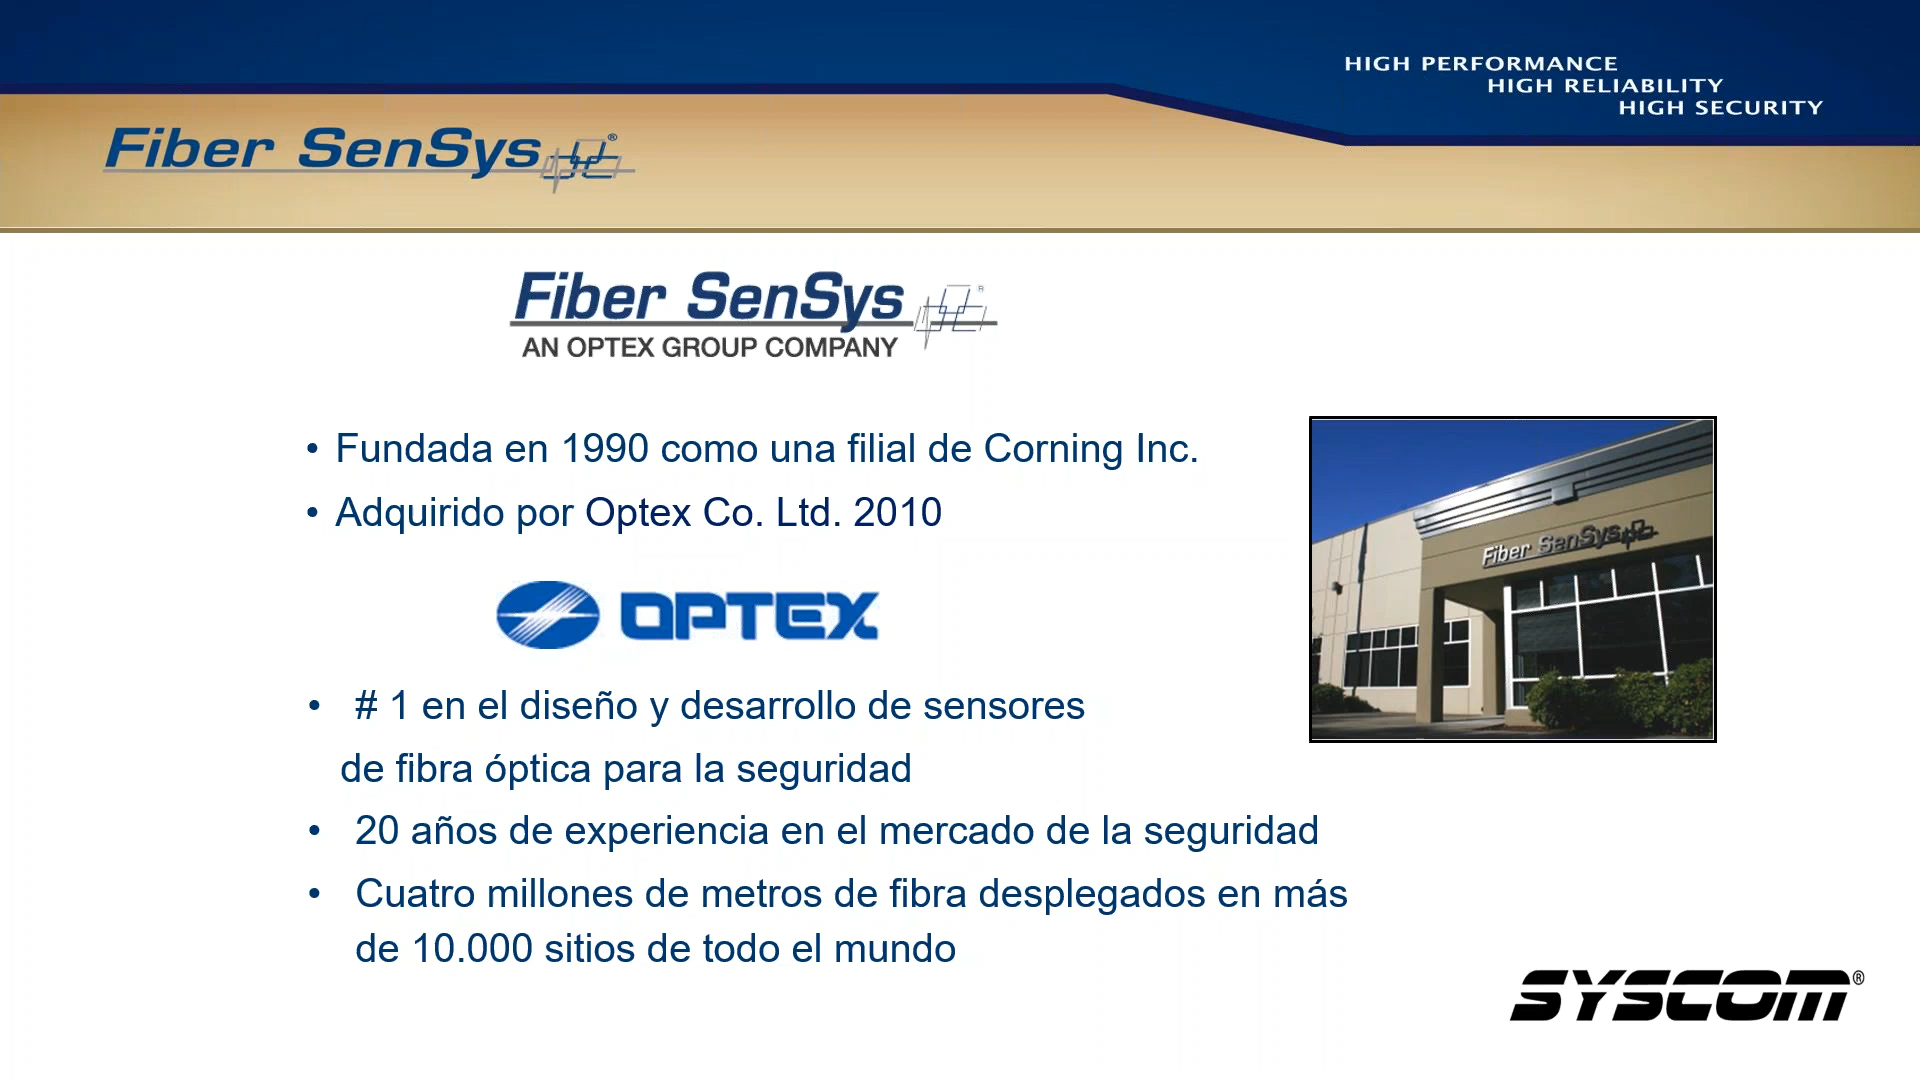 HIGH PERFORMANCE
HIGH RELIABILITY
HIGH SECURITY
Fiber SenSys®
Fiber SenSys®
AN OPTEX GROUP COMPANY
• Fundada en 1990 como una filial de Corning Inc.
• Adquirido por Optex Co. Ltd. 2010
Fiber SenSys
OPTEX
• # 1 en el diseño y desarrollo de sensores
de fibra óptica para la seguridad
• 20 años de experiencia en el mercado de la seguridad
• Cuatro millones de metros de fibra desplegados en más
de 10.000 sitios de todo el mundo
SYSCOM®